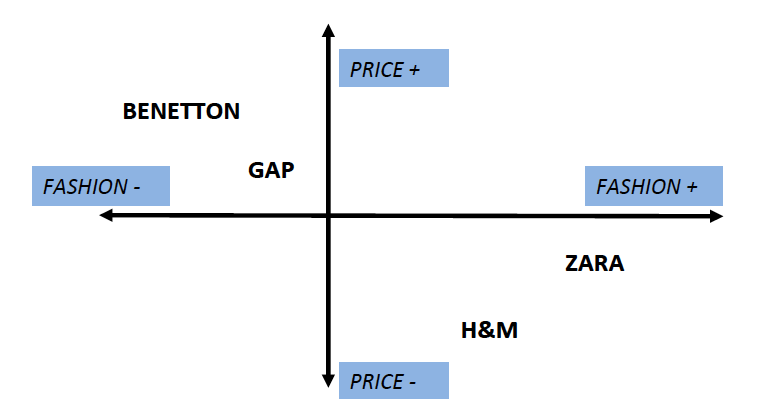 PRICE +
BENETTON
GAP
FASHION -
FASHION +
ZARA
H&M
PRICE -